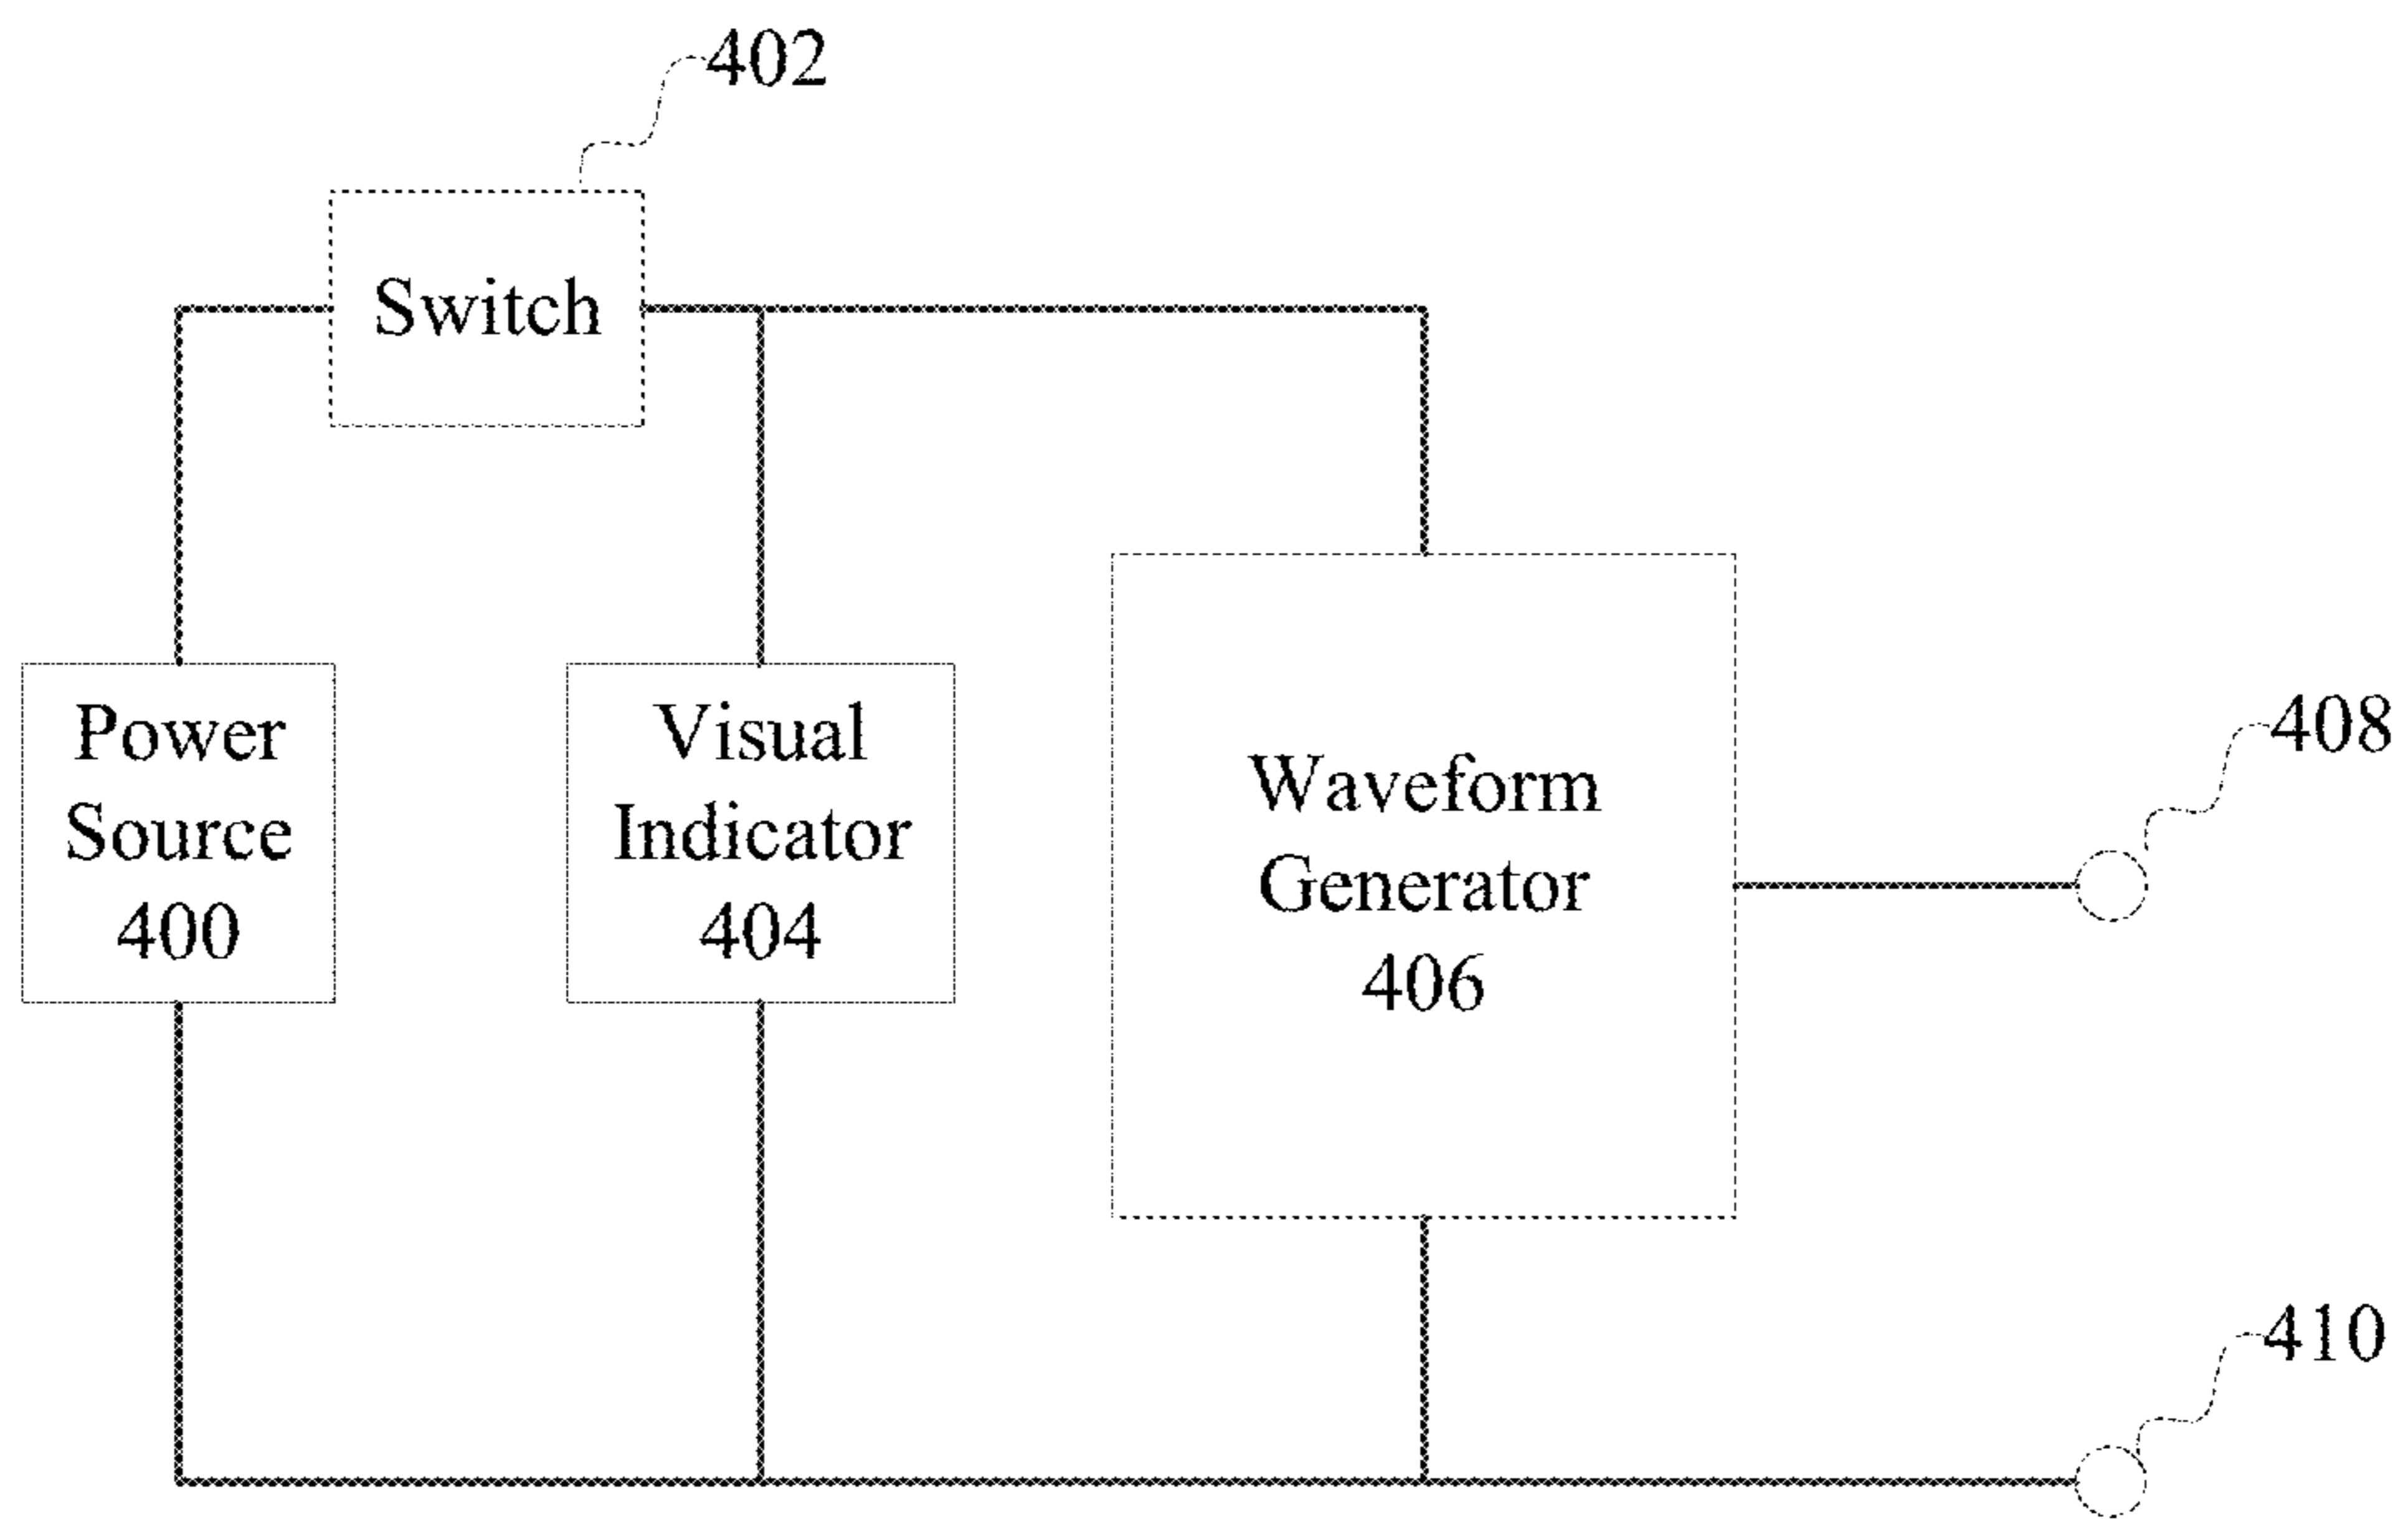 402
Switch
Power
Source
400
Visual
Indicator
404
Waveform
Generator
406
408
410